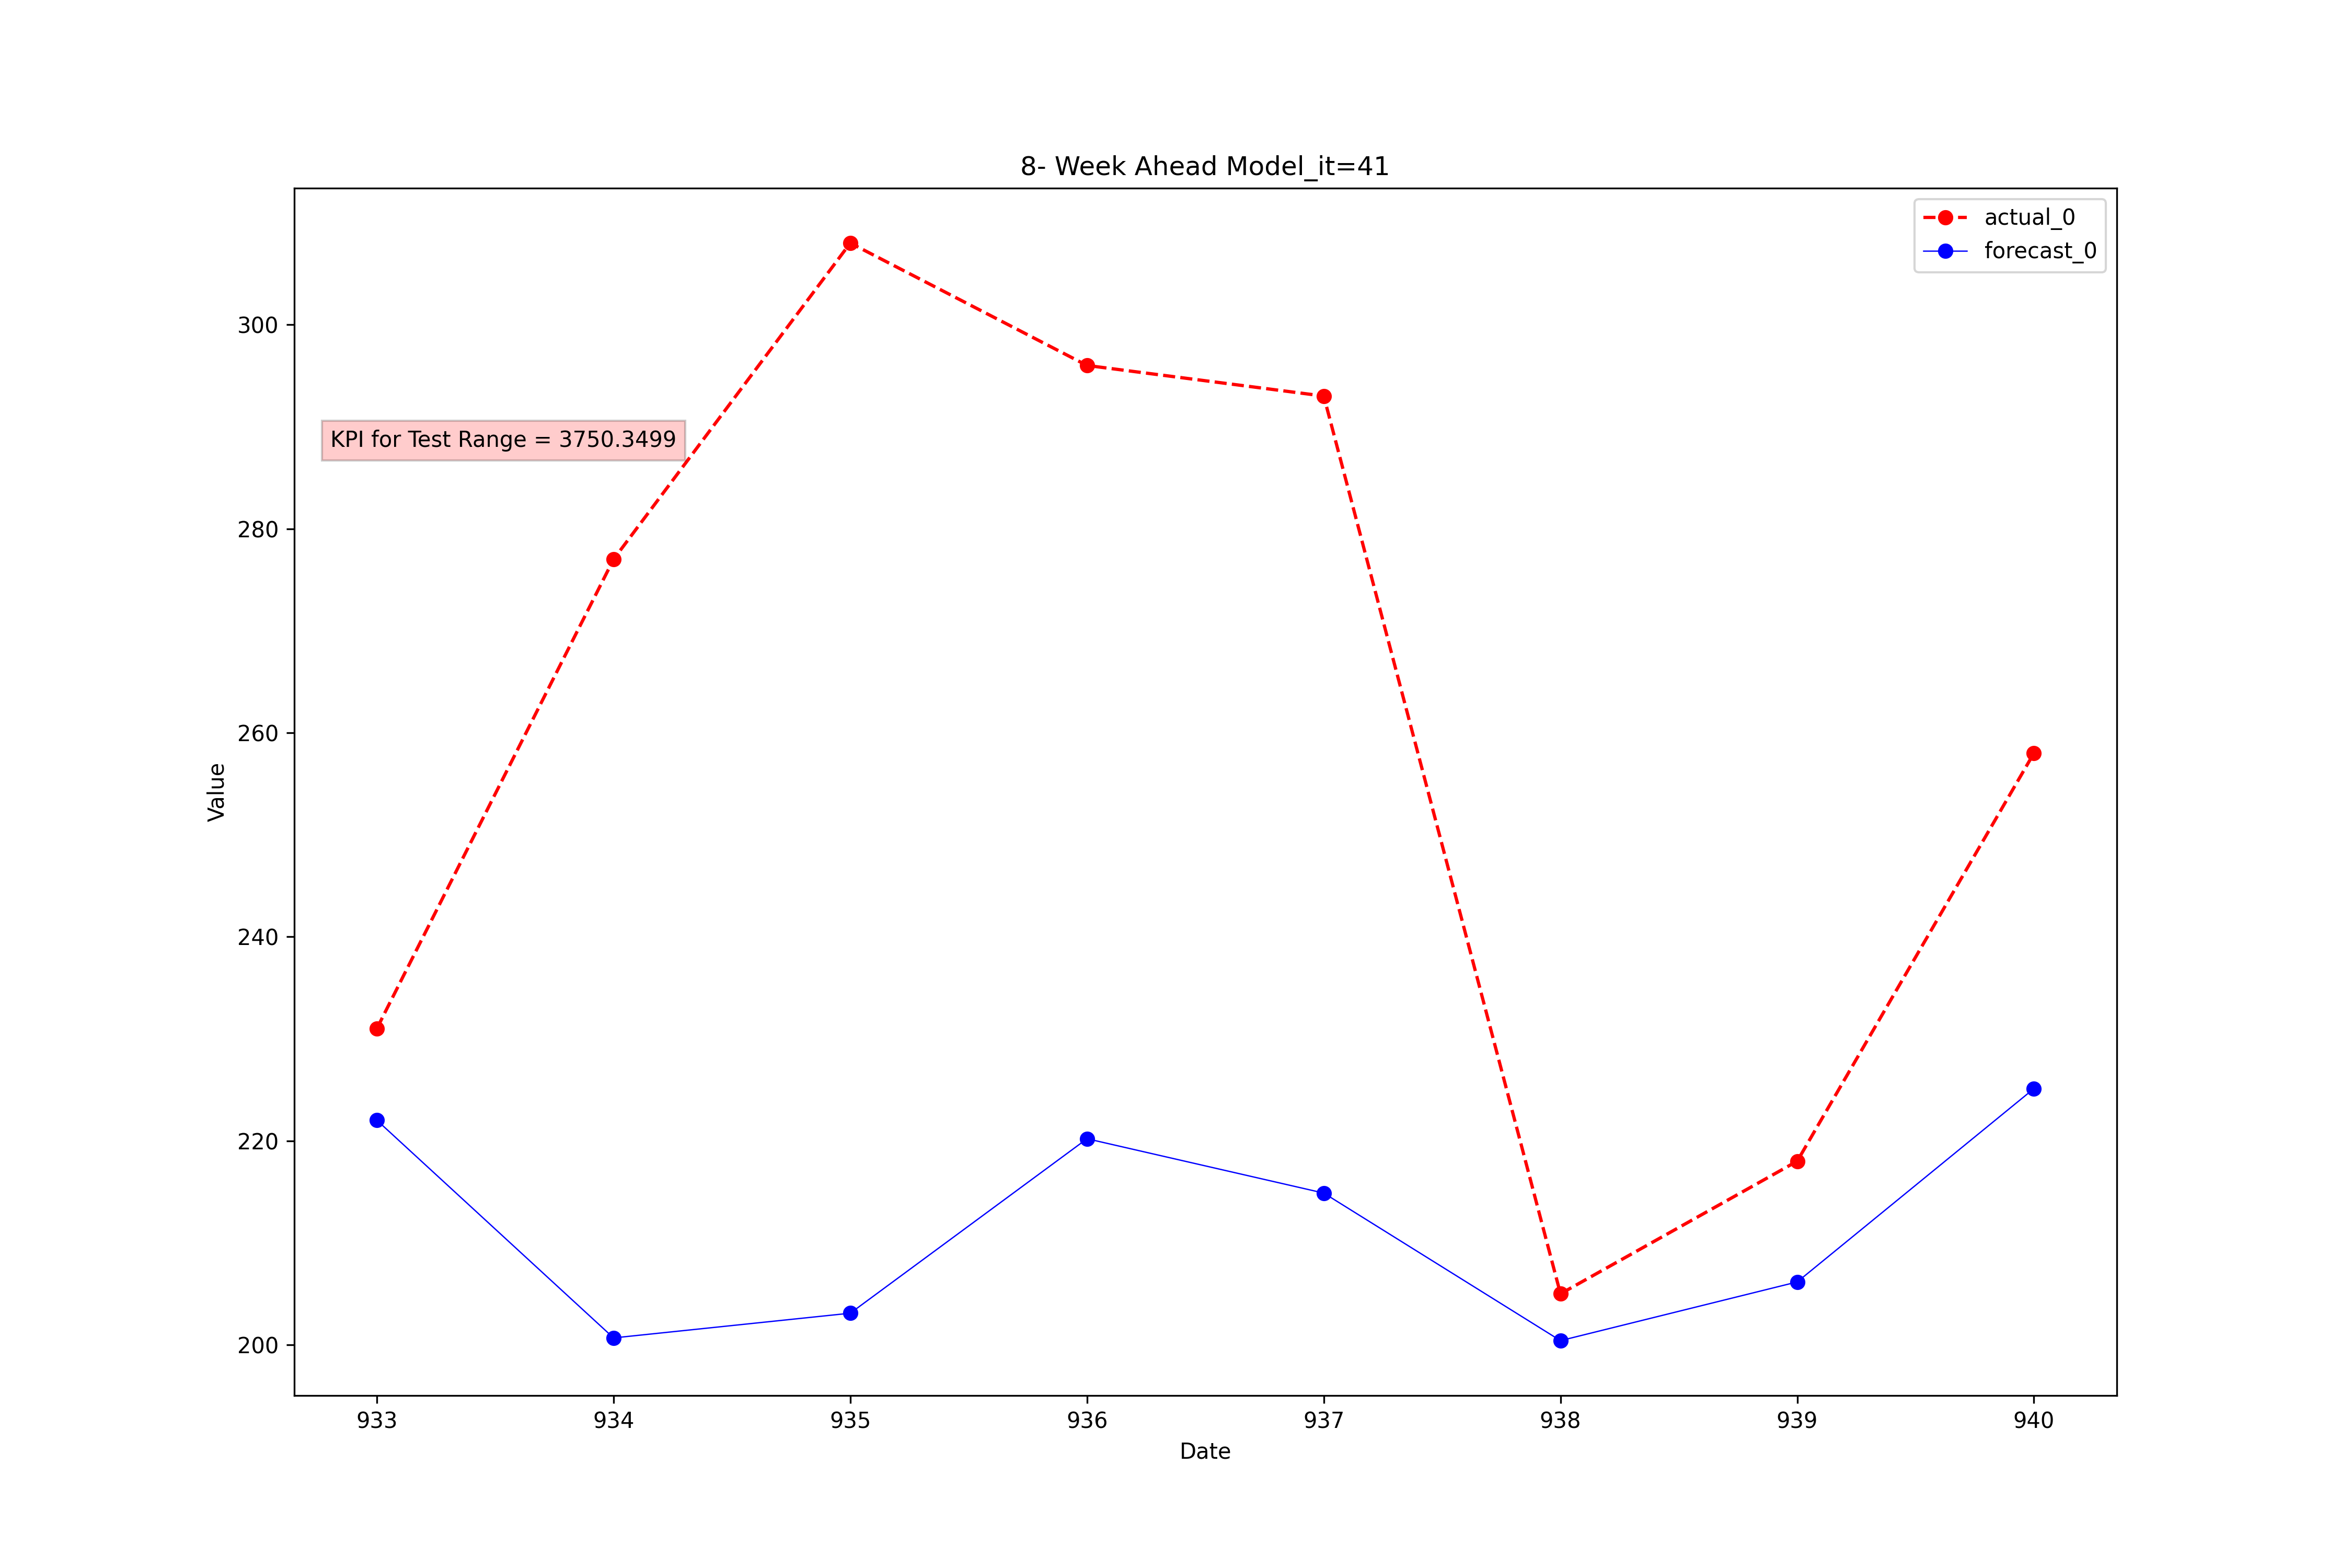 8- Week Ahead Model_it=41
actual_0
forecast_0
KPI for Test Range = 3750.3499
Value
300
280
260
240
220
200
933 934 935 936 937 938 939 940
Date